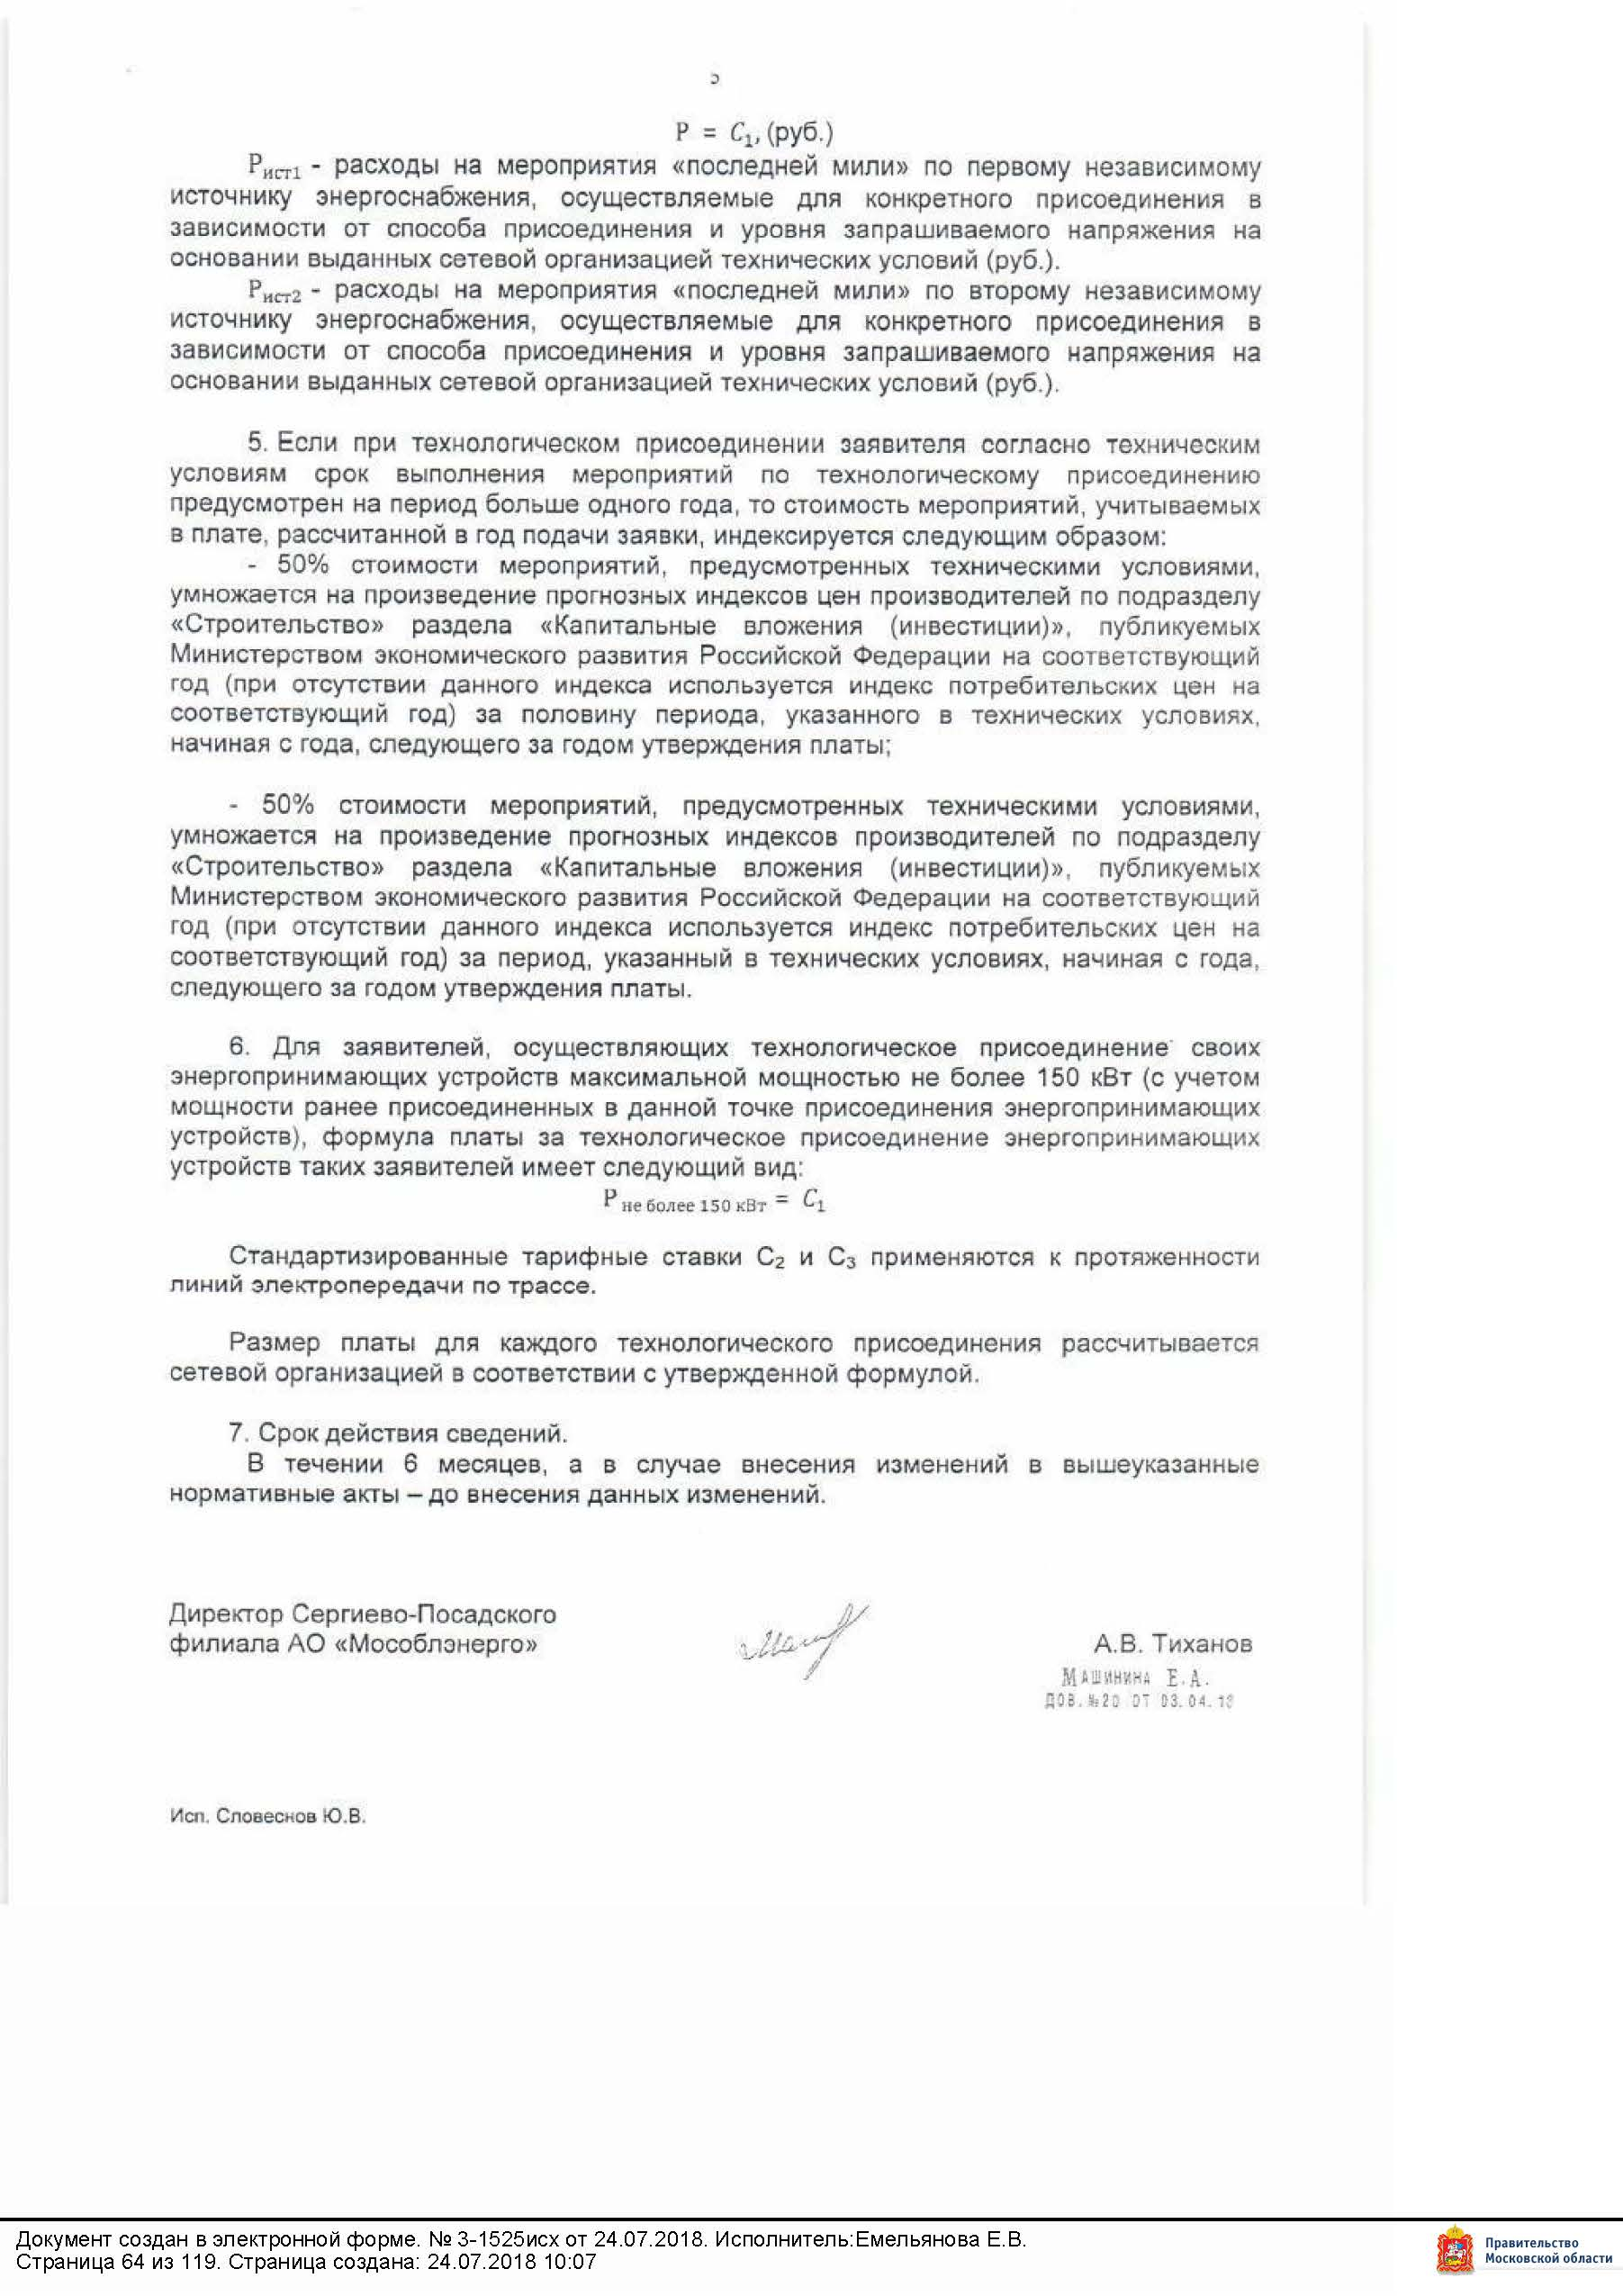 P = C₁, (руб.)
Рист1 - расходы на мероприятия «последней мили» по первому независимому
источнику энергоснабжения, осуществляемые для конкретного присоединения в
зависимости от способа присоединения и уровня запрашиваемого напряжения на
основании выданных сетевой организацией технических условий (руб.).
Рист2 - расходы на мероприятия «последней мили» по второму независимому
источнику энергоснабжения, осуществляемые для конкретного присоединения в
зависимости от способа присоединения и уровня запрашиваемого напряжения на
основании выданных сетевой организацией технических условий (руб.).
5. Если при технологическом присоединении заявителя согласно техническим
условиям срок выполнения мероприятий по технологическому присоединению
предусмотрен на период больше одного года, то стоимость мероприятий, учитываемых
в плате, рассчитанной в год подачи заявки, индексируется следующим образом:
- 50% стоимости мероприятий, предусмотренных техническими условиями,
умножается на произведение прогнозных индексов цен производителей по подразделу
«Строительство» раздела «Капитальные вложения (инвестиции)», публикуемых
Министерством экономического развития Российской Федерации на соответствующий
год (при отсутствии данного индекса используется индекс потребительских цен на
соответствующий год) за половину периода, указанного в технических условиях,
начиная с года, следующего за годом утверждения платы;
- 50% стоимости мероприятий, предусмотренных техническими условиями,
умножается на произведение прогнозных индексов производителей по подразделу
«Строительство» раздела «Капитальные вложения (инвестиции)», публикуемых
Министерством экономического развития Российской Федерации на соответствующий
год (при отсутствии данного индекса используется индекс потребительских цен на
соответствующий год) за период, указанный в технических условиях, начиная с года,
следующего за годом утверждения платы.
6. Для заявителей, осуществляющих технологическое присоединение своих
энергопринимающих устройств максимальной мощностью не более 150 кВт (с учетом
мощности ранее присоединенных в данной точке присоединения энергопринимающих
устройств), формула платы за технологическое присоединение энергопринимающих
устройств таких заявителей имеет следующий вид:
P не более 150 кВт = C₁
Стандартизированные тарифные ставки С₂ и С₃ применяются к протяженности
линий электропередачи по трассе.
Размер платы для каждого технологического присоединения рассчитывается
сетевой организацией в соответствии с утвержденной формулой.
7. Срок действия сведений.
В течении 6 месяцев, а в случае внесения изменений в вышеуказанные
нормативные акты – до внесения данных изменений.
Директор Сергиево-Посадского
филиала АО «Мособлэнерго» А.В. Тиханов
Машинина Е.А.
ДОВ.№20 ОТ 03.04.18
Исп. Словеснов Ю.В.
Документ создан в электронной форме. № 3-1525исх от 24.07.2018. Исполнитель:Емельянова Е.В.
Страница 64 из 119. Страница создана: 24.07.2018 10:07
Правительство
Московской области